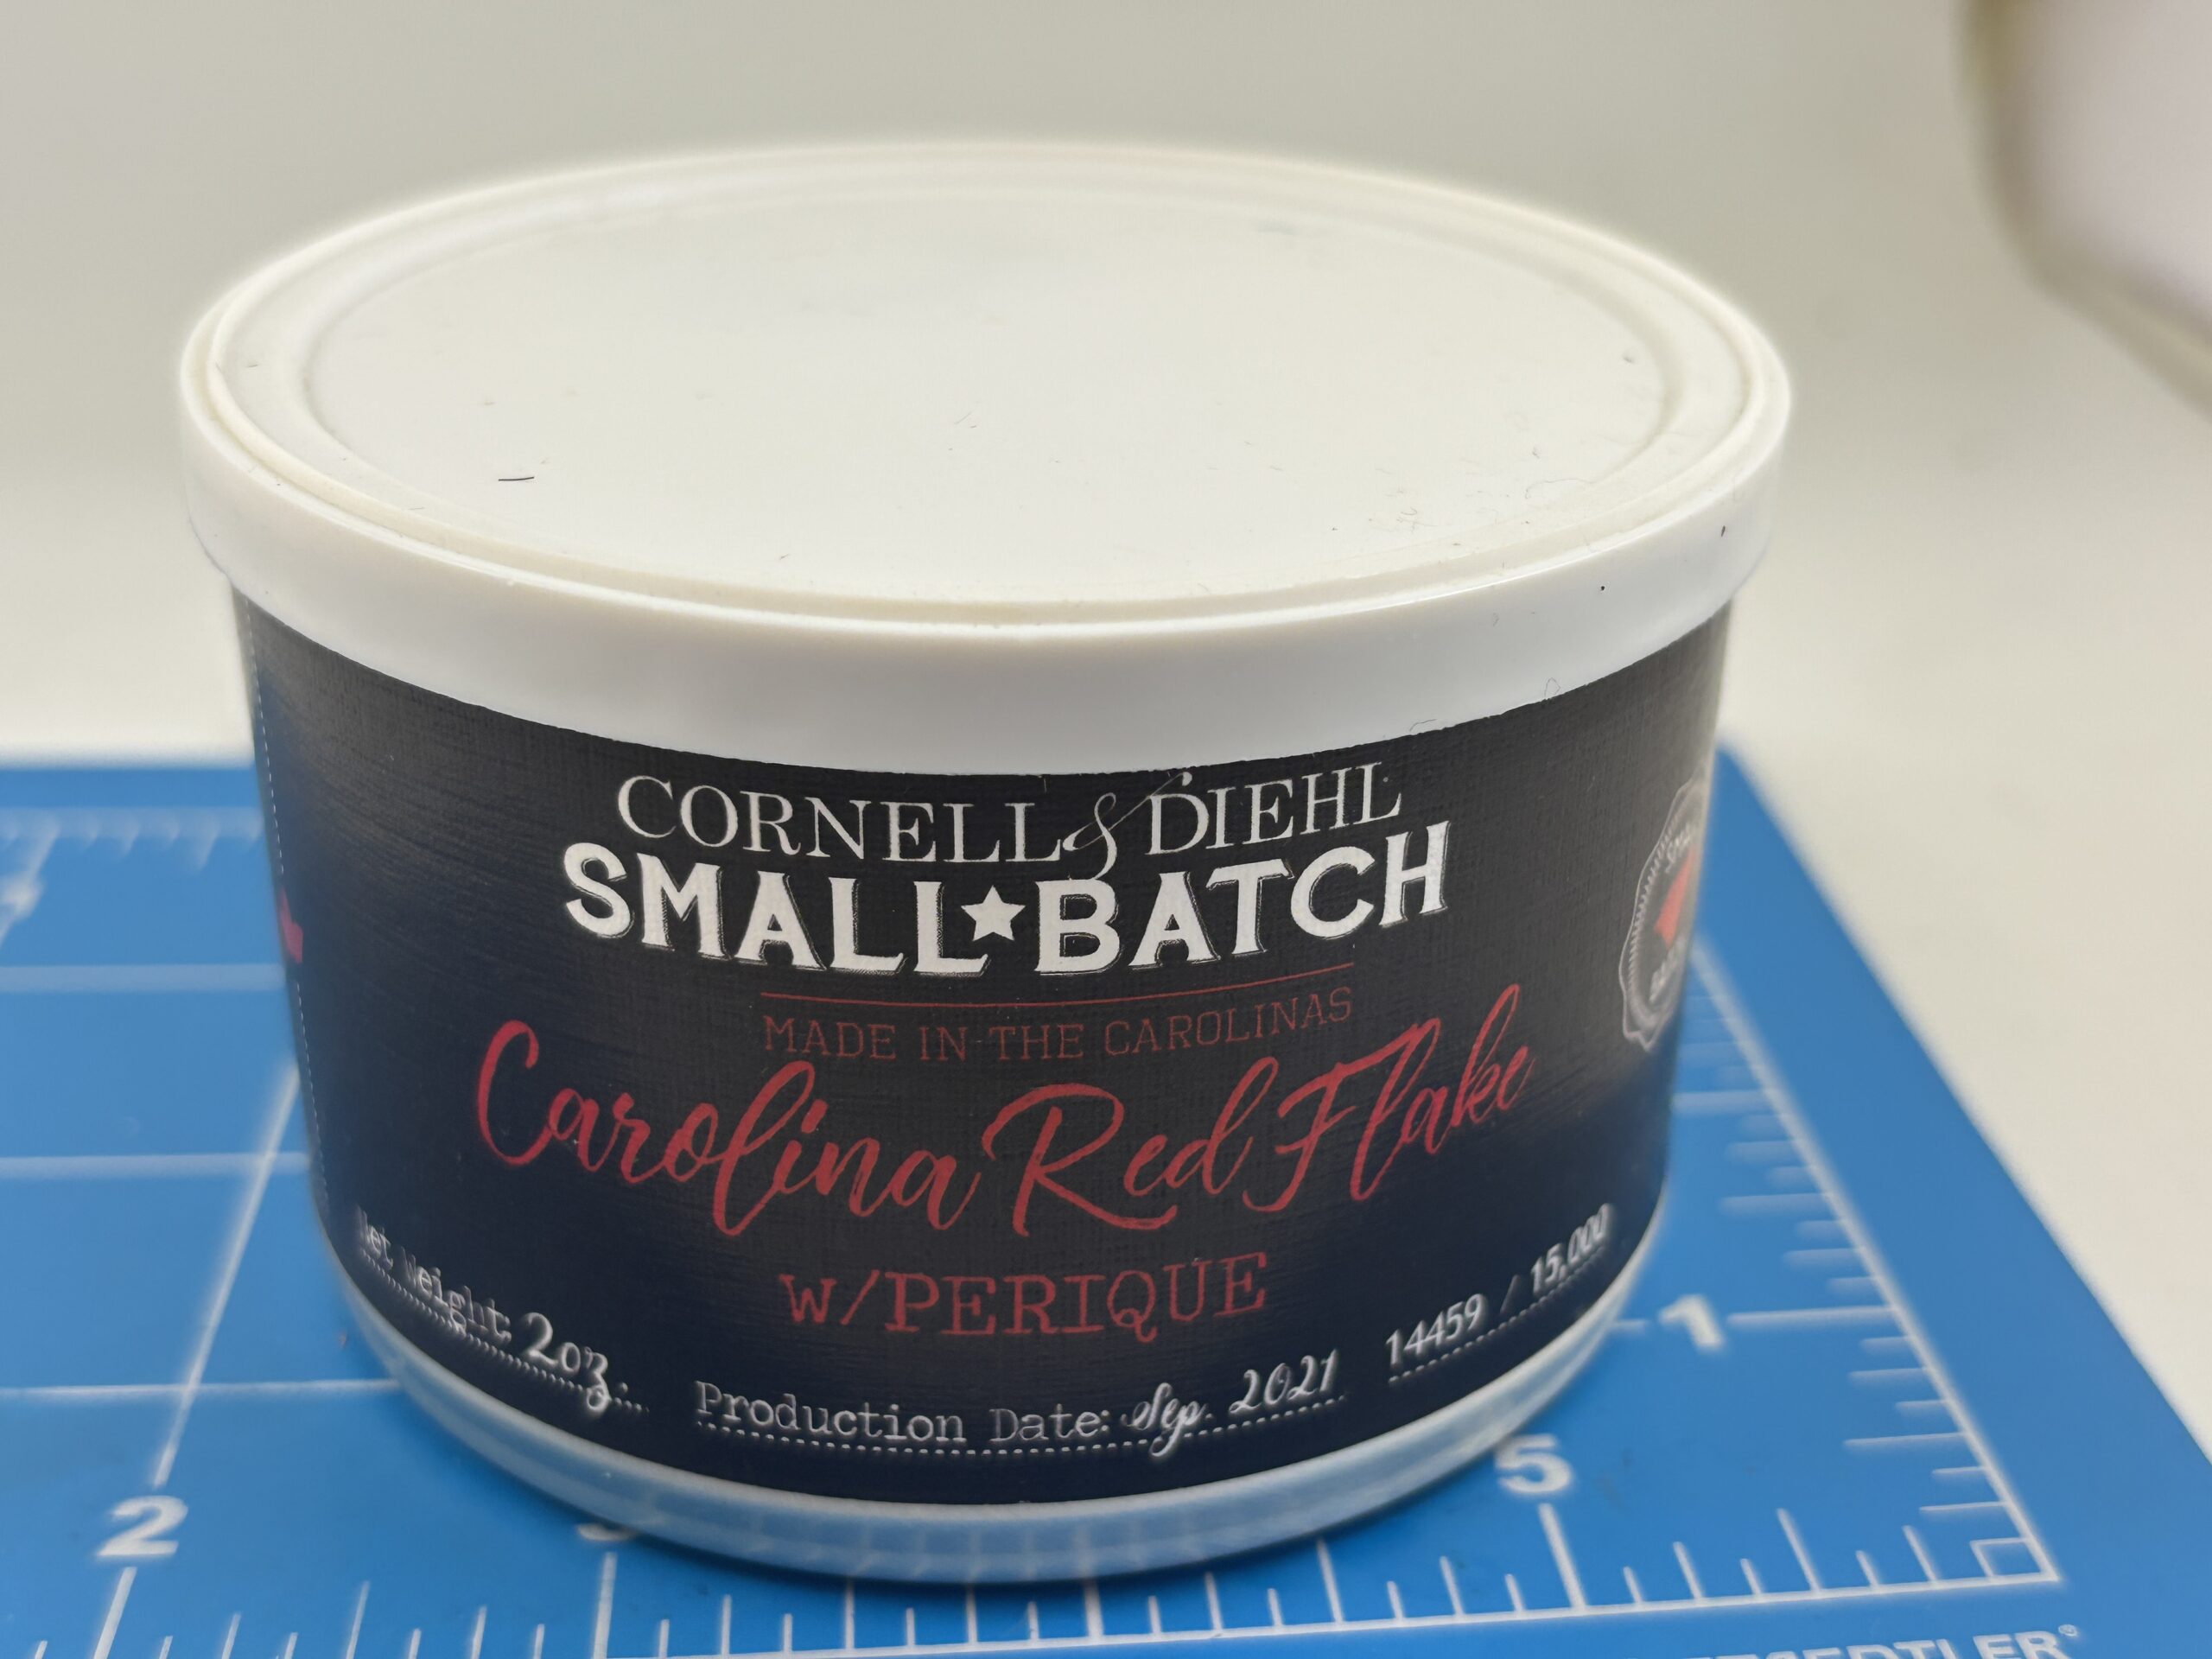 CORNELL & DIEHL
SMALL★BATCH
MADE IN THE CAROLINAS
Carolina Red Flake
W/PERIQUE
Net Weight: 2oz.
Production Date: Sep. 2021
14459 / 15,000
1
2
5